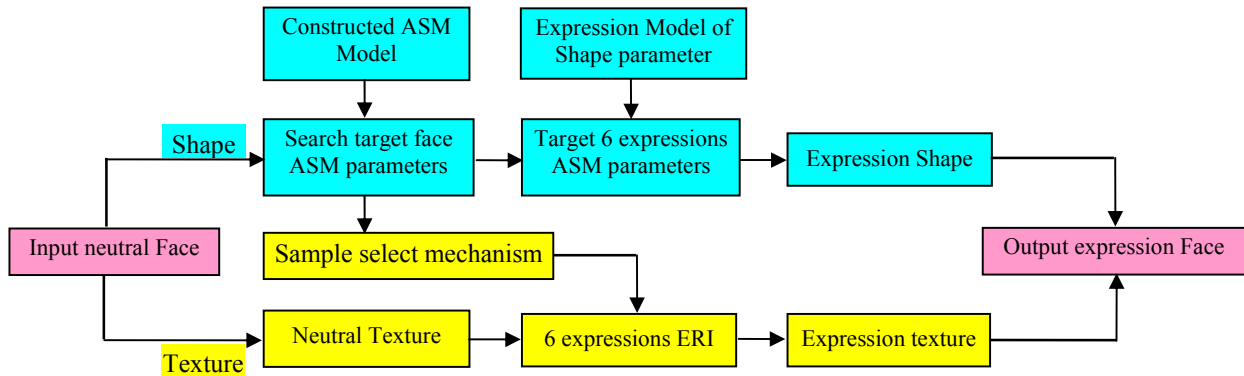 Constructed ASM
Model
Expression Model of
Shape parameter
Shape
Search target face
ASM parameters
Target 6 expressions
ASM parameters
Expression Shape
Input neutral Face
Sample select mechanism
Output expression Face
Texture
Neutral Texture
6 expressions ERI
Expression texture